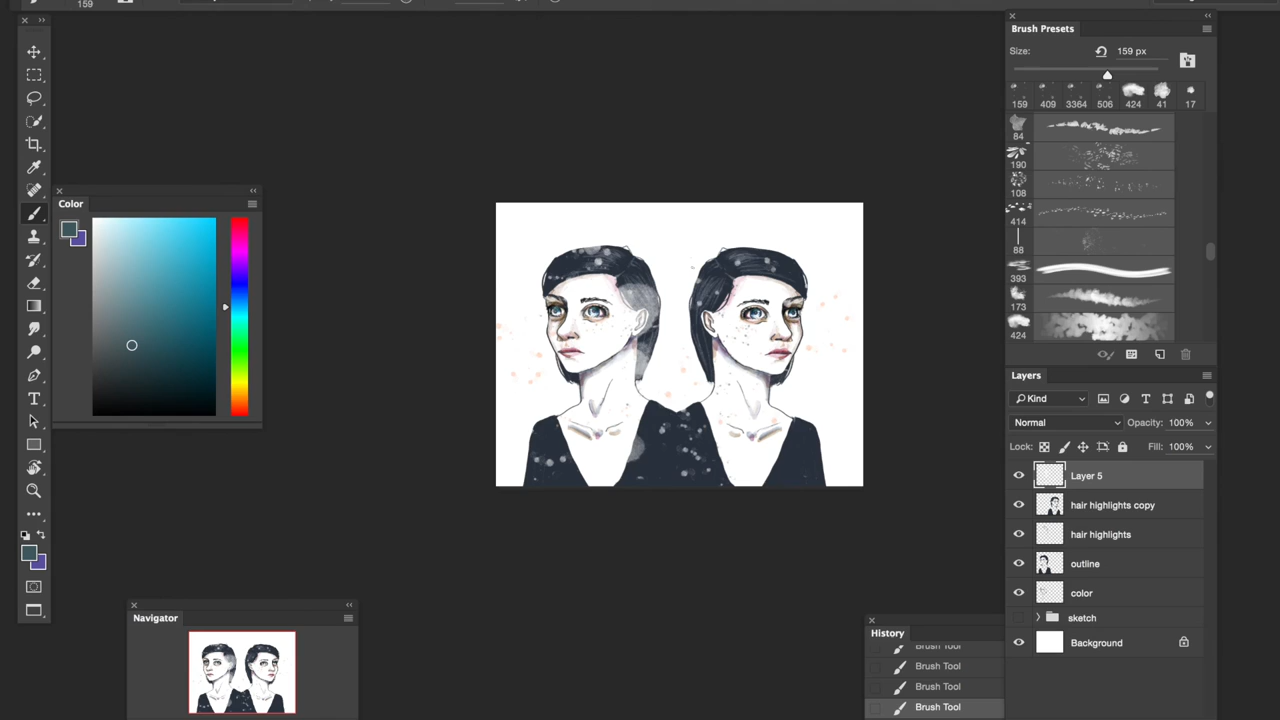 159
Brush Presets
Size: 159 px
159 409 3364 506 424 41 17
84
190
108
414
88
393
173
424
Color
Layers
Kind
Normal Opacity: 100%
Lock: Fill: 100%
Layer 5
hair highlights copy
hair highlights
outline
color
sketch
Background
Navigator
History
Brush Tool
Brush Tool
Brush Tool
Brush Tool